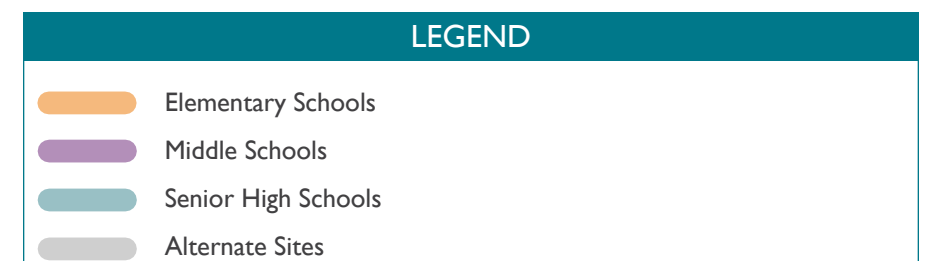 LEGEND
Elementary Schools
Middle Schools
Senior High Schools
Alternate Sites